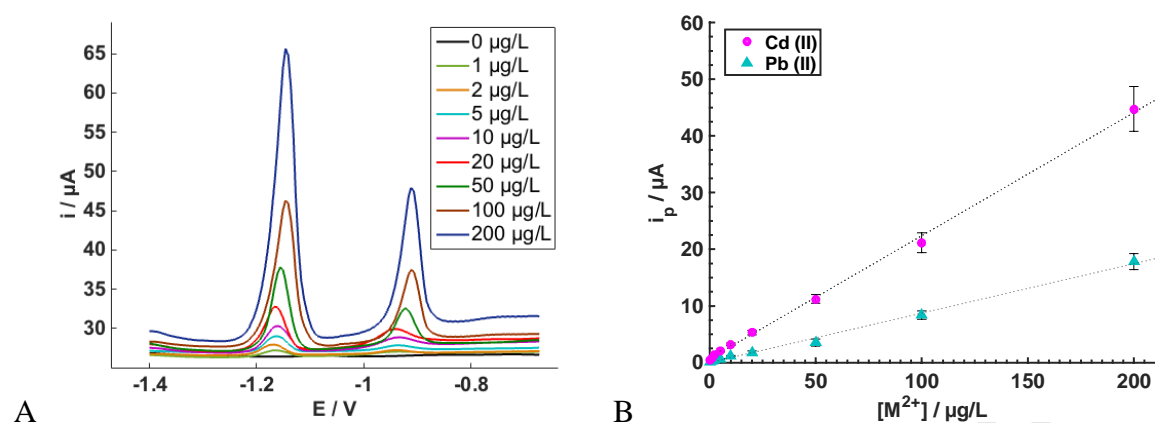 A
i / µA
65
60
55
50
45
40
35
30
-1.4
-1.2
-1
-0.8
E / V
0 µg/L
1 µg/L
2 µg/L
5 µg/L
10 µg/L
20 µg/L
50 µg/L
100 µg/L
200 µg/L
B
i_p / µA
60
50
40
30
20
10
0
0
50
100
150
200
[M²⁺] / µg/L
Cd (II)
Pb (II)